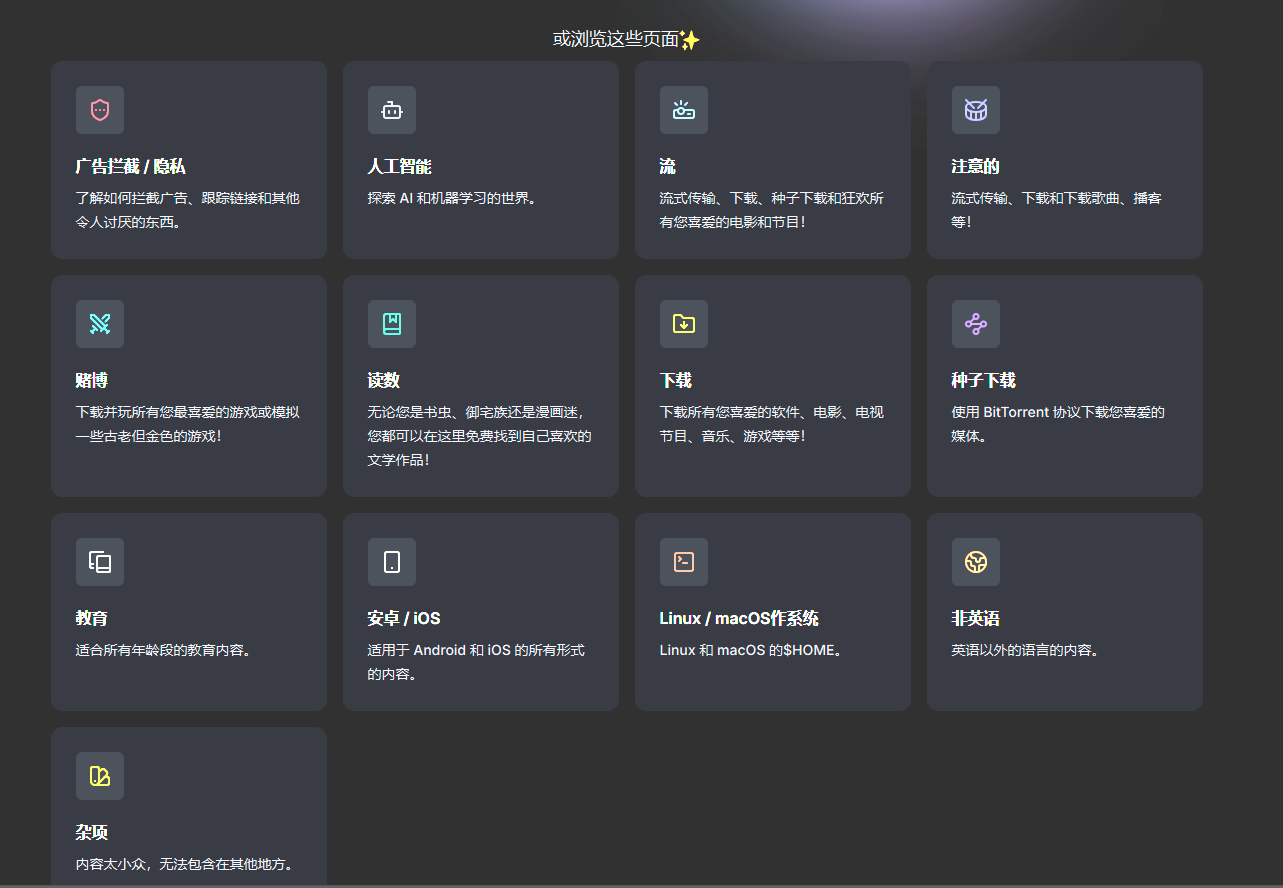 或浏览这些页面✨
广告拦截 / 隐私
了解如何拦截广告、跟踪链接和其他
令人讨厌的东西。
人工智能
探索 AI 和机器学习的世界。
流
流式传输、下载、种子下载和狂欢所
有您喜爱的电影和节目！
注意的
流式传输、下载和下载歌曲、播客
等！
赌博
下载并玩所有您最喜爱的游戏或模拟
一些古老但金色的游戏！
读数
无论您是书虫、御宅族还是漫画迷，
您都可以在这里免费找到自己喜欢的
文学作品！
下载
下载所有您喜爱的软件、电影、电视
节目、音乐、游戏等等！
种子下载
使用 BitTorrent 协议下载您喜爱的
媒体。
教育
适合所有年龄段的教育内容。
安卓 / iOS
适用于 Android 和 iOS 的所有形式
的内容。
Linux / macOS作系统
Linux 和 macOS 的$HOME。
非英语
英语以外的语言的内容。
杂项
内容太小众，无法包含在其他地方。